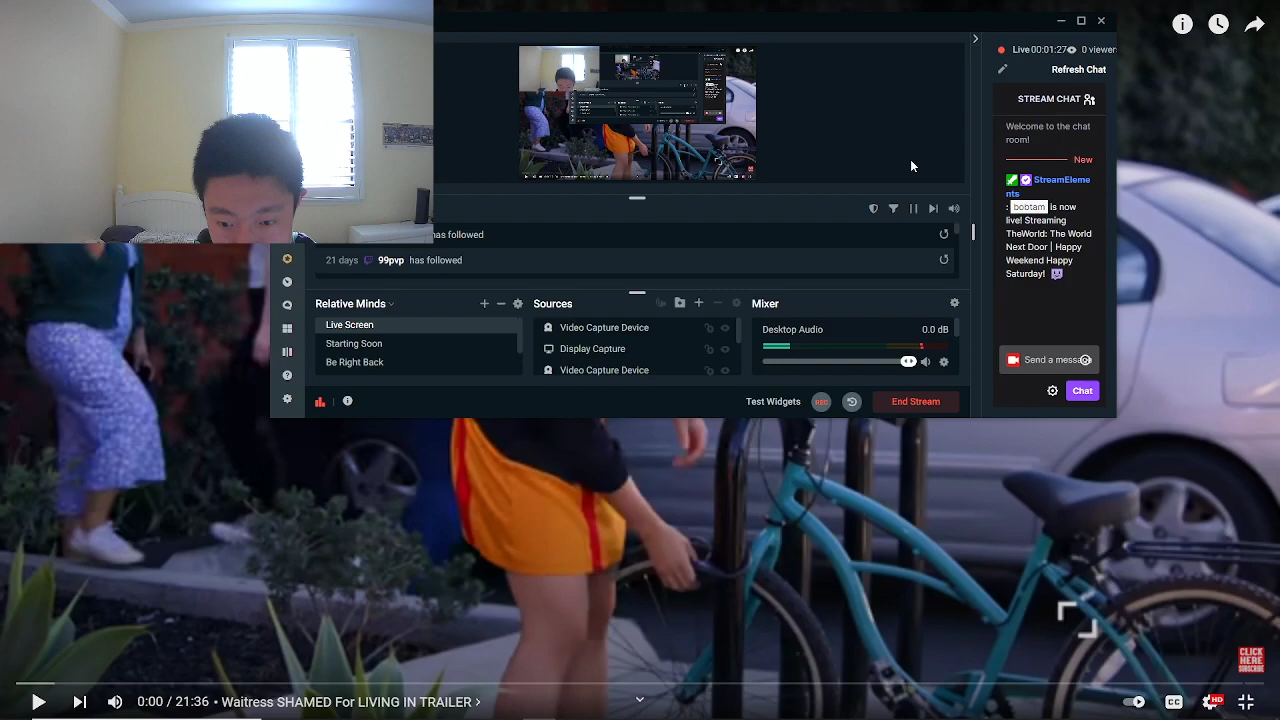 Live 00:01:27 0 viewers
Refresh Chat
STREAM CHAT
Welcome to the chat
room!
New
StreamEleme
nts
: bobtam is now
live! Streaming
TheWorld: The World
Next Door | Happy
Weekend Happy
Saturday!
Send a message
Chat
has followed
21 days 99pvp has followed
Relative Minds
Live Screen
Starting Soon
Be Right Back
Sources
Video Capture Device
Display Capture
Video Capture Device
Mixer
Desktop Audio 0.0 dB
Test Widgets REC End Stream
CLICK
HERE
SUBSCRIBE
0:00 / 21:36 • Waitress SHAMED For LIVING IN TRAILER
CC HD